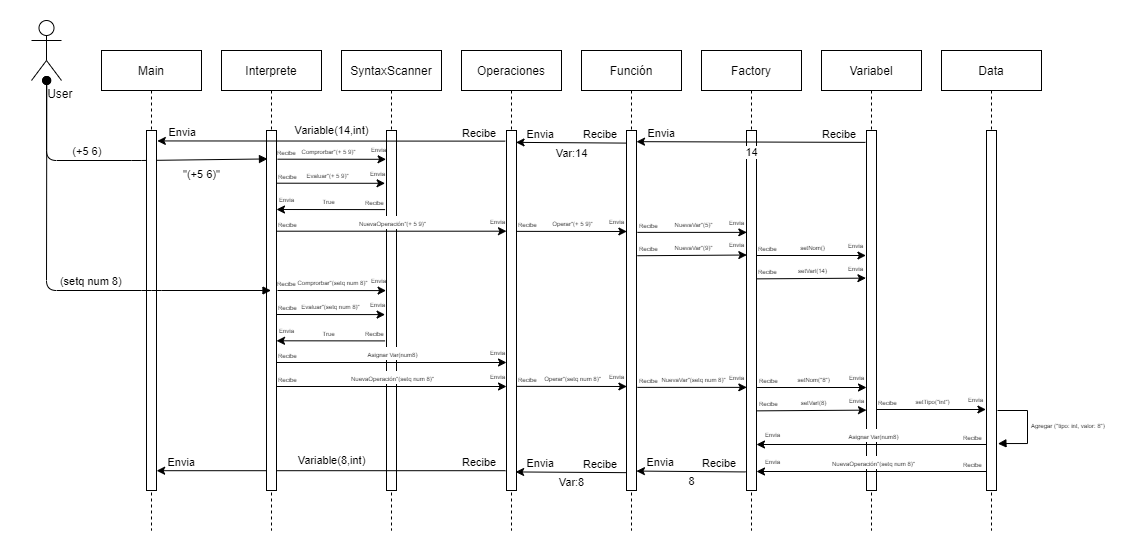 User
Main
Interprete
SyntaxScanner
Operaciones
Función
Factory
Variabel
Data
Envia Variable(14,int) Recibe Envia Recibe Envia Recibe
Var:14 14
(+5 6)
"(+5 6)"
Recibe Comprorbar"(+ 5 9)" Envia
Recibe Evaluar"(+ 5 9)" Envia
Envia True Recibe
Recibe NuevaOperación"(+ 5 9)" Envia
Recibe Operar"(+ 5 9)" Envia
Recibe NuevaVar"(5)" Envia
Recibe NuevaVar"(9)" Envia
Recibe setNom() Envia
Recibe setVarl(14) Envia
(setq num 8)
Recibe Comprorbar"(setq num 8)" Envia
Recibe Evaluar"(setq num 8)" Envia
Envia True Recibe
Recibe Asignar Var(num8) Envia
Recibe NuevaOperación"(setq num 8)" Envia
Recibe Operar"(setq num 8)" Envia
Recibe NuevaVar"(setq num 8)" Envia
Recibe setNom("8") Envia
Recibe setVarl(8) Envia
Recibe setTipo("int") Envia
Agregar ("tipo: int, valor: 8")
Envia Asignar Var(num8) Recibe
Envia NuevaOperación"(setq num 8)" Recibe
Envia Variable(8,int) Recibe Envia Recibe Envia Recibe
Var:8 8